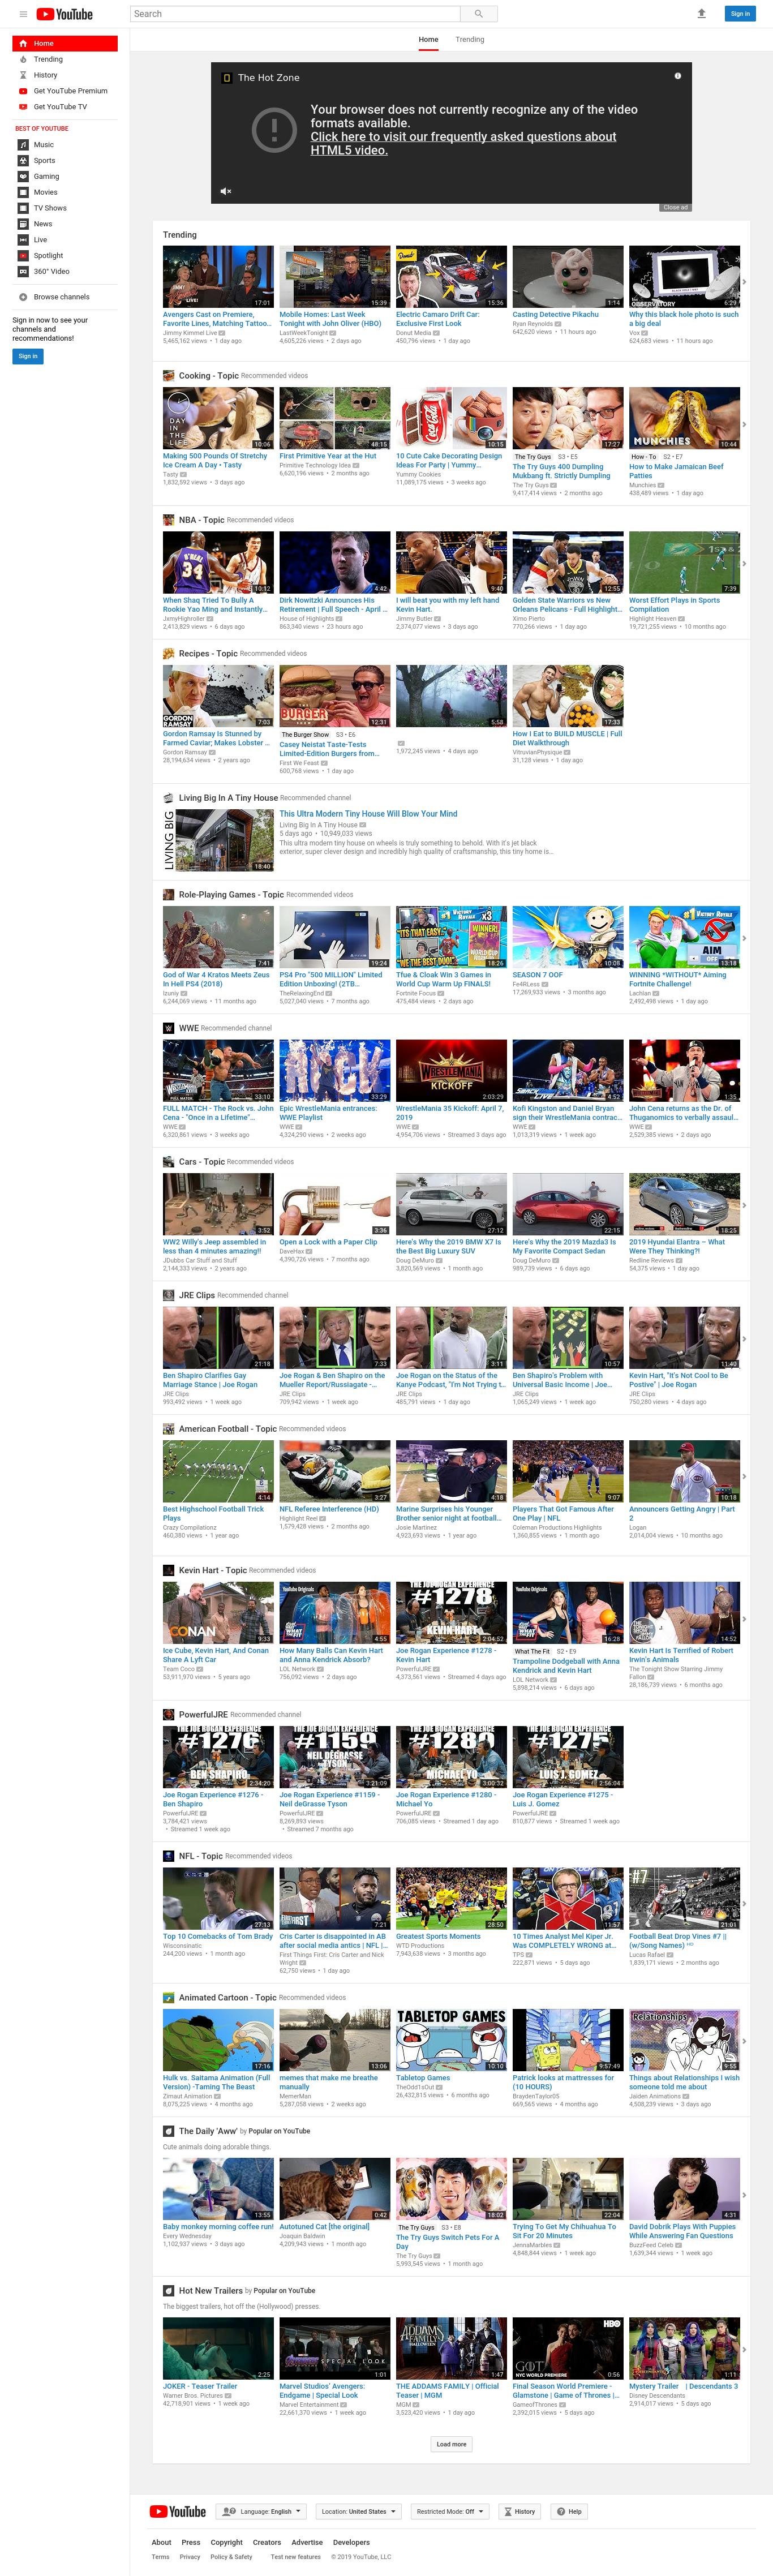 YouTube
Search
Sign in
Home
Trending
History
Get YouTube Premium
Get YouTube TV
BEST OF YOUTUBE
Music
Sports
Gaming
Movies
TV Shows
News
Live
Spotlight
360° Video
Browse channels
Sign in now to see your
channels and
recommendations!
Sign in
Home Trending
The Hot Zone
Your browser does not currently recognize any of the video
formats available.
Click here to visit our frequently asked questions about
HTML5 video.
Close ad
Trending
17:01
Avengers Cast on Premiere,
Favorite Lines, Matching Tattoo...
Jimmy Kimmel Live
5,465,162 views • 1 day ago
15:39
Mobile Homes: Last Week
Tonight with John Oliver (HBO)
LastWeekTonight
4,605,226 views • 2 days ago
15:36
Electric Camaro Drift Car:
Exclusive First Look
Donut Media
450,796 views • 1 day ago
1:14
Casting Detective Pikachu
Ryan Reynolds
642,620 views • 11 hours ago
OBSERVATORY
6:29
Why this black hole photo is such
a big deal
Vox
624,683 views • 11 hours ago
Cooking - Topic Recommended videos
DAY
IN THE
LIFE
10:06
Making 500 Pounds Of Stretchy
Ice Cream A Day • Tasty
Tasty
1,832,592 views • 3 days ago
48:15
First Primitive Year at the Hut
Primitive Technology Idea
6,620,196 views • 2 months ago
10:15
10 Cute Cake Decorating Design
Ideas For Party | Yummy...
Yummy Cookies
11,089,175 views • 3 weeks ago
17:27
The Try Guys S3 • E5
The Try Guys 400 Dumpling
Mukbang ft. Strictly Dumpling
The Try Guys
9,417,414 views • 2 months ago
MUNCHIES
10:44
How - To S2 • E7
How to Make Jamaican Beef
Patties
Munchies
438,489 views • 1 day ago
NBA - Topic Recommended videos
O'NEAL
34
10:12
When Shaq Tried To Bully A
Rookie Yao Ming and Instantly...
JxmyHighroller
2,413,829 views • 6 days ago
4:42
Dirk Nowitzki Announces His
Retirement | Full Speech - April ...
House of Highlights
863,340 views • 23 hours ago
9:40
I will beat you with my left hand
Kevin Hart.
Jimmy Butler
2,374,077 views • 3 days ago
12:55
Golden State Warriors vs New
Orleans Pelicans - Full Highlight...
Ximo Pierto
770,266 views • 1 day ago
7:39
Worst Effort Plays in Sports
Compilation
Highlight Heaven
19,721,255 views • 10 months ago
Recipes - Topic Recommended videos
GORDON
RAMSAY
7:03
Gordon Ramsay Is Stunned by
Farmed Caviar; Makes Lobster ...
Gordon Ramsay
28,194,634 views • 2 years ago
BURGER
12:31
The Burger Show S3 • E6
Casey Neistat Taste-Tests
Limited-Edition Burgers from...
First We Feast
600,768 views • 1 day ago
5:58
1,972,245 views • 4 days ago
17:33
How I Eat to BUILD MUSCLE | Full
Diet Walkthrough
VitruvianPhysique
31,128 views • 1 day ago
Living Big In A Tiny House Recommended channel
LIVING BIG
18:40
This Ultra Modern Tiny House Will Blow Your Mind
Living Big In A Tiny House
5 days ago • 10,949,033 views
This ultra modern tiny house on wheels is truly something to behold. With it's jet black
exterior, super clever design and incredibly high quality of craftsmanship, this tiny home is...
Role-Playing Games - Topic Recommended videos
7:41
God of War 4 Kratos Meets Zeus
In Hell PS4 (2018)
Izuniy
6,244,069 views • 11 months ago
19:24
PS4 Pro "500 MILLION" Limited
Edition Unboxing! (2TB...
TheRelaxingEnd
5,027,040 views • 7 months ago
18:26
Tfue & Cloak Win 3 Games in
World Cup Warm Up FINALS!
Fortnite Focus
475,484 views • 2 days ago
10:08
SEASON 7 OOF
Fe4RLess
17,269,933 views • 3 months ago
AIM
OFF
13:18
WINNING *WITHOUT* Aiming
Fortnite Challenge!
Lachlan
2,492,498 views • 1 day ago
WWE Recommended channel
33:10
FULL MATCH - The Rock vs. John
Cena - "Once in a Lifetime"...
WWE
6,320,861 views • 3 weeks ago
33:29
Epic WrestleMania entrances:
WWE Playlist
WWE
4,324,290 views • 2 weeks ago
WRESTLEMANIA
KICKOFF
2:03:29
WrestleMania 35 Kickoff: April 7,
2019
WWE
4,954,706 views • Streamed 3 days ago
4:52
Kofi Kingston and Daniel Bryan
sign their WrestleMania contrac...
WWE
1,013,319 views • 1 week ago
1:35
John Cena returns as the Dr. of
Thuganomics to verbally assaul...
WWE
2,529,385 views • 2 days ago
Cars - Topic Recommended videos
3:52
WW2 Willy's Jeep assembled in
less than 4 minutes amazing!!
JDubbs Car Stuff and Stuff
2,144,333 views • 2 years ago
3:36
Open a Lock with a Paper Clip
DaveHax
4,390,726 views • 7 months ago
27:12
Here's Why the 2019 BMW X7 Is
the Best Big Luxury SUV
Doug DeMuro
3,820,569 views • 1 month ago
22:15
Here's Why the 2019 Mazda3 Is
My Favorite Compact Sedan
Doug DeMuro
989,739 views • 6 days ago
18:25
2019 Hyundai Elantra – What
Were They Thinking?!
Redline Reviews
54,375 views • 1 day ago
JRE Clips Recommended channel
21:18
Ben Shapiro Clarifies Gay
Marriage Stance | Joe Rogan
JRE Clips
993,492 views • 1 week ago
7:33
Joe Rogan & Ben Shapiro on the
Mueller Report/Russiagate -...
JRE Clips
709,942 views • 1 week ago
3:11
Joe Rogan on the Status of the
Kanye Podcast, "I'm Not Trying t...
JRE Clips
485,791 views • 1 day ago
10:57
Ben Shapiro's Problem with
Universal Basic Income | Joe...
JRE Clips
1,065,249 views • 1 week ago
11:40
Kevin Hart, "It's Not Cool to Be
Postive" | Joe Rogan
JRE Clips
750,280 views • 4 days ago
American Football - Topic Recommended videos
4:14
Best Highschool Football Trick
Plays
Crazy Compilationz
460,380 views • 1 year ago
3:27
NFL Referee Interference (HD)
Highlight Reel
1,579,428 views • 2 months ago
4:18
Marine Surprises his Younger
Brother senior night at football...
Josie Martinez
4,923,693 views • 1 year ago
9:07
Players That Got Famous After
One Play | NFL
Coleman Productions Highlights
1,360,855 views • 1 month ago
10:18
Announcers Getting Angry | Part
2
Logan
2,014,004 views • 10 months ago
Kevin Hart - Topic Recommended videos
CONAN
9:33
Ice Cube, Kevin Hart, And Conan
Share A Lyft Car
Team Coco
53,911,970 views • 5 years ago
YouTube Originals
4:55
How Many Balls Can Kevin Hart
and Anna Kendrick Absorb?
LOL Network
756,092 views • 2 days ago
THE JOE ROGAN EXPERIENCE
#1278
KEVIN HART
2:04:52
Joe Rogan Experience #1278 -
Kevin Hart
PowerfulJRE
4,373,561 views • Streamed 4 days ago
YouTube Originals
16:28
What The Fit S2 • E9
Trampoline Dodgeball with Anna
Kendrick and Kevin Hart
LOL Network
5,898,214 views • 6 days ago
14:52
Kevin Hart Is Terrified of Robert
Irwin's Animals
The Tonight Show Starring Jimmy
Fallon
28,186,739 views • 6 months ago
PowerfulJRE Recommended channel
THE JOE ROGAN EXPERIENCE
#1276
BEN SHAPIRO
2:34:20
Joe Rogan Experience #1276 -
Ben Shapiro
PowerfulJRE
3,784,421 views
• Streamed 1 week ago
THE JOE ROGAN EXPERIENCE
#1159
NEIL DEGRASSE
TYSON
3:21:09
Joe Rogan Experience #1159 -
Neil deGrasse Tyson
PowerfulJRE
8,269,893 views
• Streamed 7 months ago
THE JOE ROGAN EXPERIENCE
#1280
MICHAEL YO
3:00:32
Joe Rogan Experience #1280 -
Michael Yo
PowerfulJRE
706,085 views • Streamed 1 day ago
THE JOE ROGAN EXPERIENCE
#1275
LUIS J. GOMEZ
2:56:04
Joe Rogan Experience #1275 -
Luis J. Gomez
PowerfulJRE
810,877 views • Streamed 1 week ago
NFL - Topic Recommended videos
27:13
Top 10 Comebacks of Tom Brady
Wisconsinatic
244,200 views • 1 month ago
7:21
Cris Carter is disappointed in AB
after social media antics | NFL |...
First Things First: Cris Carter and Nick
Wright
62,750 views • 1 day ago
28:50
Greatest Sports Moments
WTD Productions
7,943,638 views • 3 months ago
11:57
10 Times Analyst Mel Kiper Jr.
Was COMPLETELY WRONG at...
TPS
222,871 views • 5 days ago
#7
21:01
Football Beat Drop Vines #7 ||
(w/Song Names) ᴴᴰ
Lucas Rafael
1,839,171 views • 2 months ago
Animated Cartoon - Topic Recommended videos
17:16
Hulk vs. Saitama Animation (Full
Version) -Taming The Beast
Zimaut Animation
8,075,225 views • 4 months ago
13:06
memes that make me breathe
manually
MemerMan
5,287,058 views • 2 weeks ago
TABLETOP GAMES
10:10
Tabletop Games
TheOdd1sOut
26,432,815 views • 6 months ago
9:57:49
Patrick looks at mattresses for
(10 HOURS)
BraydenTaylor05
669,565 views • 4 months ago
Relationships
9:55
Things about Relationships I wish
someone told me about
Jaiden Animations
4,508,239 views • 3 days ago
The Daily 'Aww' by Popular on YouTube
Cute animals doing adorable things.
13:55
Baby monkey morning coffee run!
Every Wednesday
1,102,937 views • 3 days ago
0:42
Autotuned Cat [the original]
Joaquin Baldwin
4,209,943 views • 1 month ago
18:02
The Try Guys S3 • E8
The Try Guys Switch Pets For A
Day
The Try Guys
5,993,545 views • 1 month ago
22:04
Trying To Get My Chihuahua To
Sit For 20 Minutes
JennaMarbles
4,848,844 views • 1 week ago
4:31
David Dobrik Plays With Puppies
While Answering Fan Questions
BuzzFeed Celeb
1,639,344 views • 1 week ago
Hot New Trailers by Popular on YouTube
The biggest trailers, hot off the (Hollywood) presses.
2:25
JOKER - Teaser Trailer
Warner Bros. Pictures
42,718,901 views • 1 week ago
SPECIAL LOOK
1:01
Marvel Studios' Avengers:
Endgame | Special Look
Marvel Entertainment
22,661,370 views • 1 week ago
ADDAMS
FAMILY
HALLOWEEN
1:47
THE ADDAMS FAMILY | Official
Teaser | MGM
MGM
3,523,420 views • 1 day ago
HBO
GOT
NYC WORLD PREMIERE
0:56
Final Season World Premiere -
Glamstone | Game of Thrones |...
GameofThrones
2,392,015 views • 5 days ago
1:11
Mystery Trailer | Descendants 3
Disney Descendants
2,914,017 views • 5 days ago
Load more
YouTube
Language: English
Location: United States
Restricted Mode: Off
History
Help
About Press Copyright Creators Advertise Developers
Terms Privacy Policy & Safety Test new features © 2019 YouTube, LLC